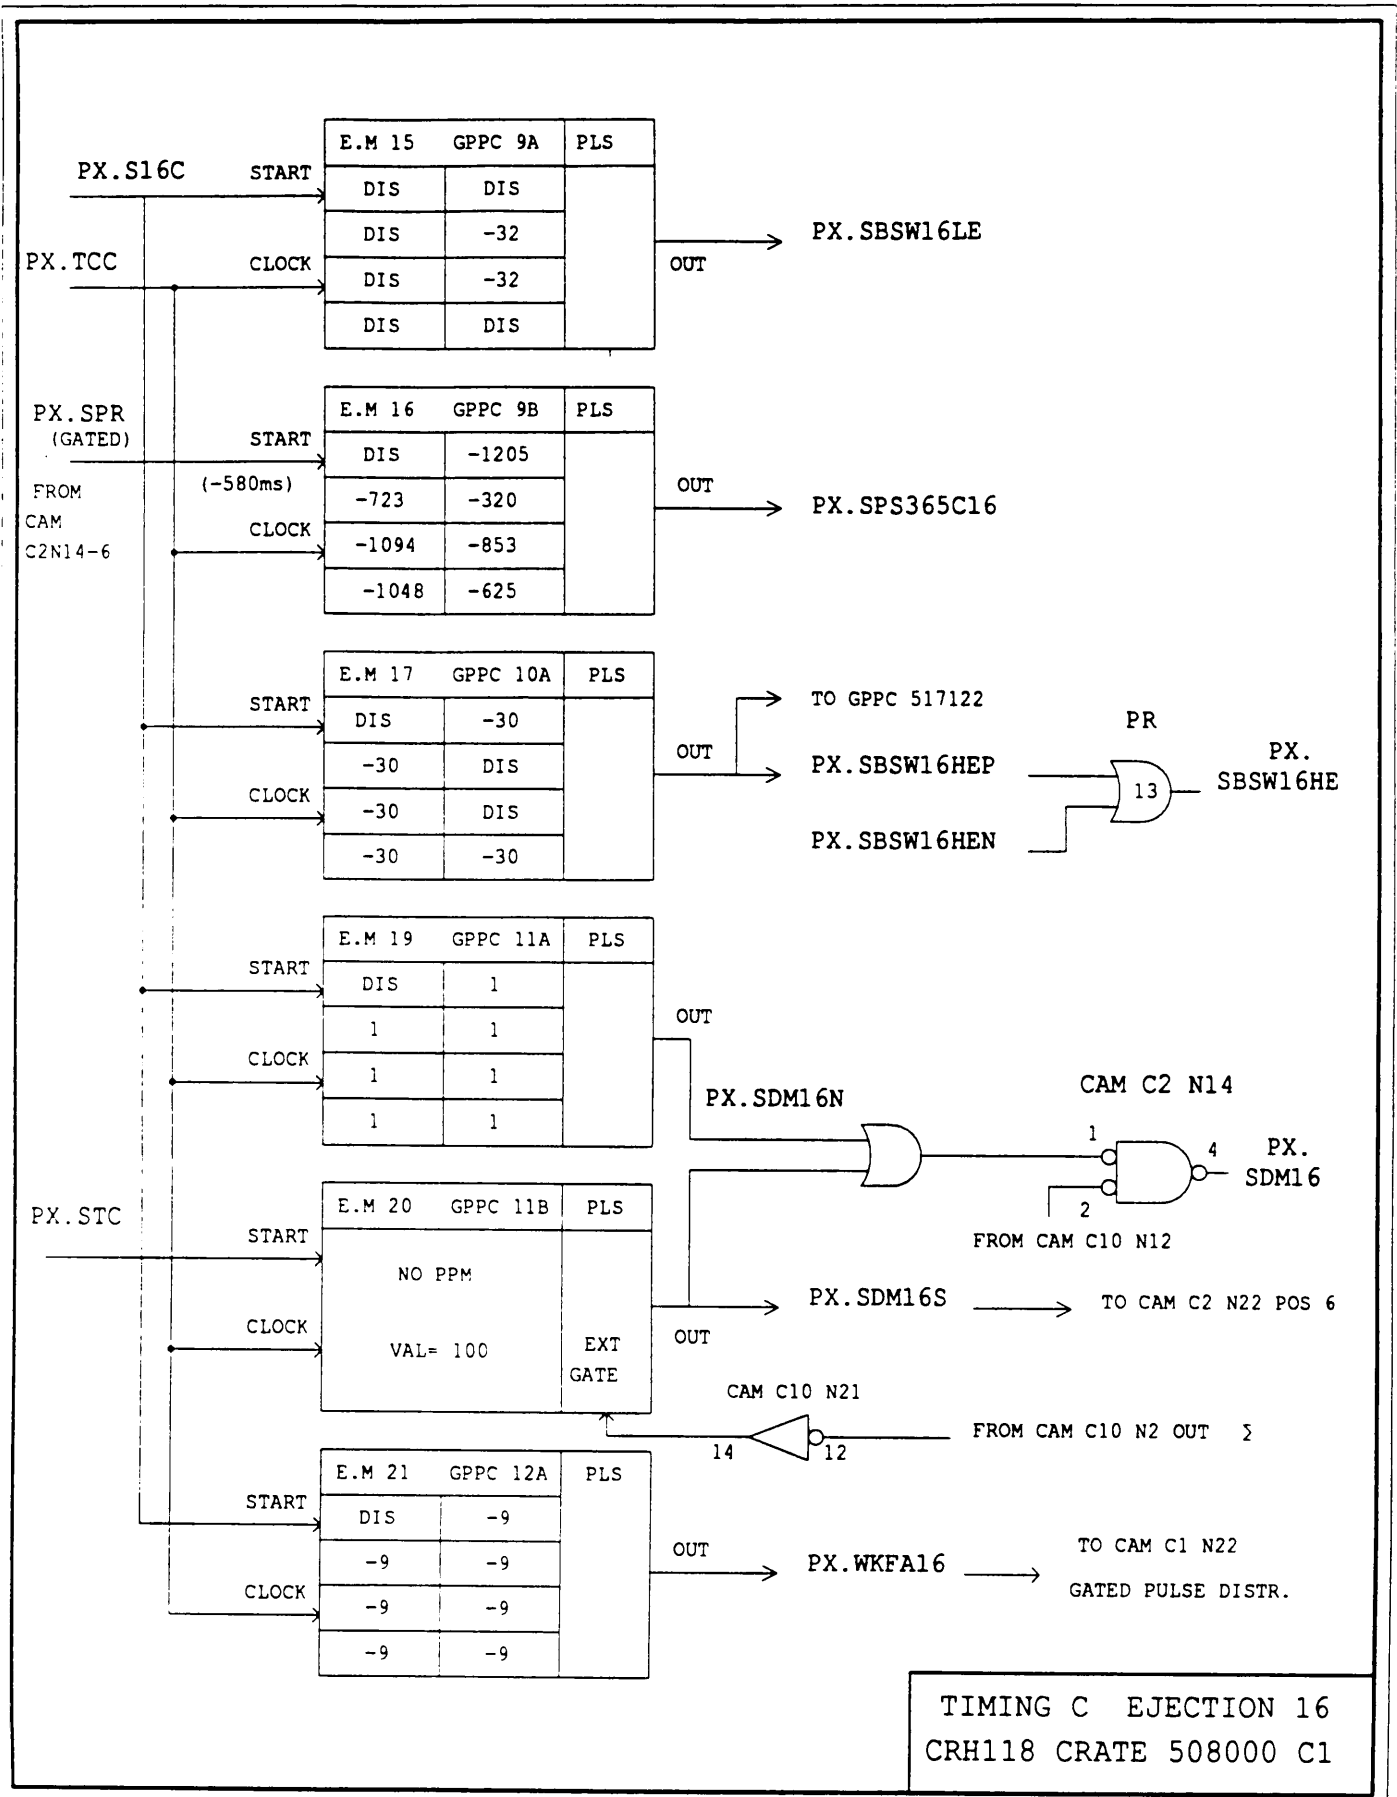 E.M 15 GPPC 9A PLS
PX.S16C START
DIS DIS
DIS -32
PX.SBSW16LE
PX.TCC CLOCK
OUT
DIS -32
DIS DIS
E.M 16 GPPC 9B PLS
PX.SPR
(GATED) START
DIS -1205
FROM (-580ms)
-723 -320
OUT
PX.SPS365C16
CAM
CLOCK
C2N14-6
-1094 -853
-1048 -625
E.M 17 GPPC 10A PLS
START
DIS -30
TO GPPC 517122
PR
OUT
-30 DIS
PX.SBSW16HEP
13
PX.
SBSW16HE
CLOCK
-30 DIS
PX.SBSW16HEN
-30 -30
E.M 19 GPPC 11A PLS
START
DIS 1
OUT
1 1
CLOCK
1 1
PX.SDM16N
CAM C2 N14
1 1
1 4 PX.
SDM16
2
FROM CAM C10 N12
E.M 20 GPPC 11B PLS
PX.STC
START
NO PPM
PX.SDM16S TO CAM C2 N22 POS 6
CLOCK
OUT
VAL= 100 EXT
GATE
CAM C10 N21
14 12
FROM CAM C10 N2 OUT Σ
E.M 21 GPPC 12A PLS
START
DIS -9
OUT
-9 -9
PX.WKFA16
TO CAM C1 N22
GATED PULSE DISTR.
CLOCK
-9 -9
-9 -9
TIMING C EJECTION 16
CRH118 CRATE 508000 C1